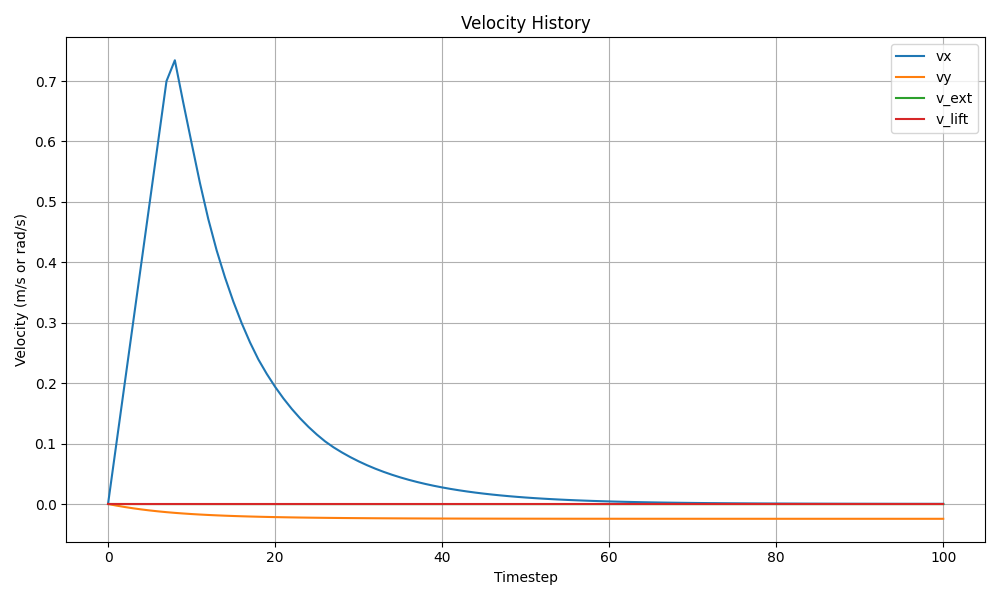 Velocity History
Velocity (m/s or rad/s)
0.7
0.6
0.5
0.4
0.3
0.2
0.1
0.0
vx
vy
v_ext
v_lift
0 20 40 60 80 100
Timestep